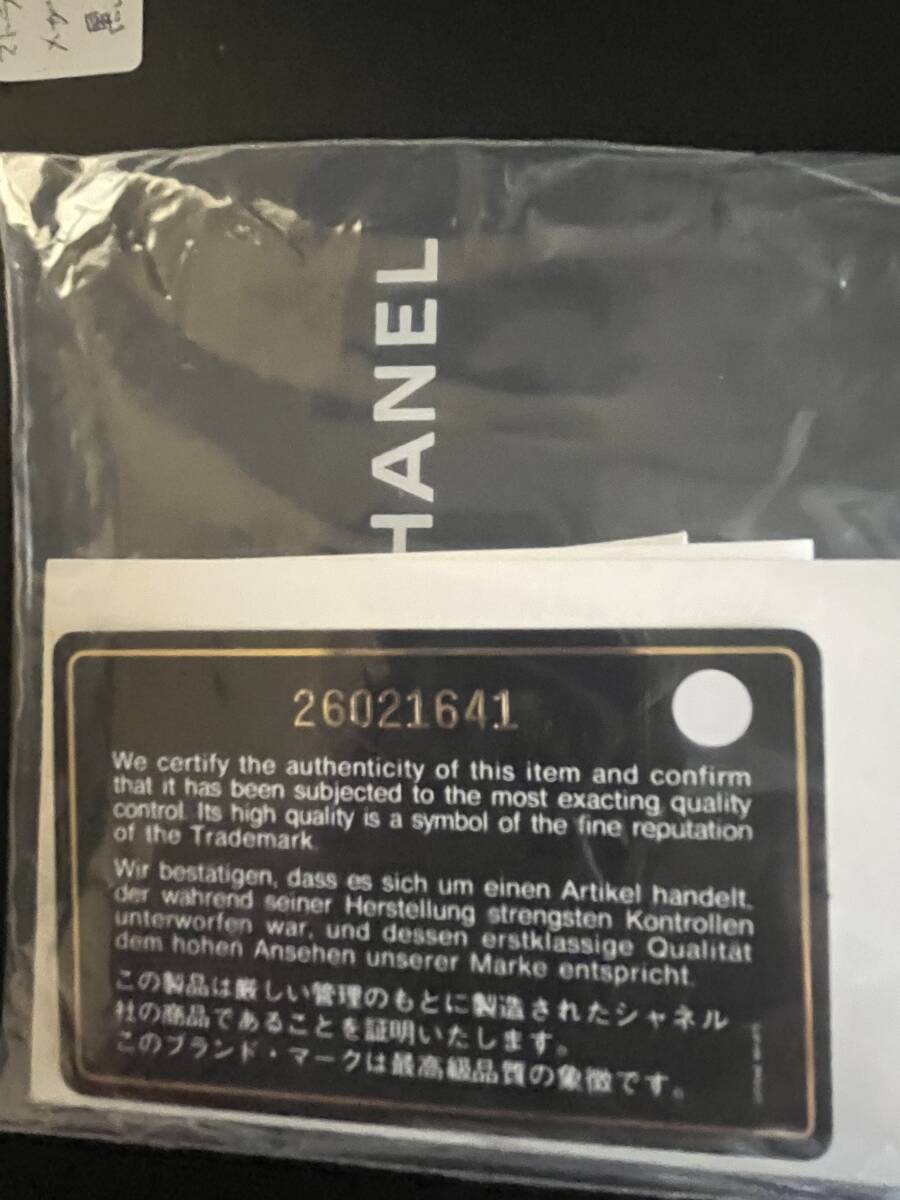 HANEL
26021641
We certify the authenticity of this item and confirm
that it has been subjected to the most exacting quality
control. Its high quality is a symbol of the fine reputation
of the Trademark.
Wir bestätigen, dass es sich um einen Artikel handelt,
der während seiner Herstellung strengsten Kontrollen
unterworfen war, und dessen erstklassige Qualität
dem hohen Ansehen unserer Marke entspricht.
この製品は厳しい管理のもとに製造されたシャネル
社の商品であることを証明いたします。
このブランド・マークは最高級品質の象徴です。